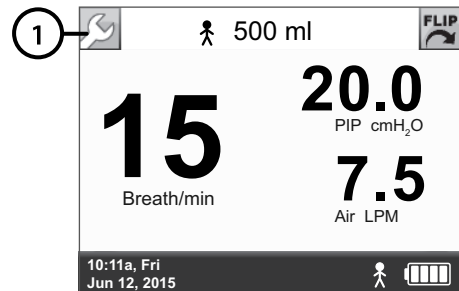 1
500 ml
FLIP
15
Breath/min
20.0
PIP cmH₂O
7.5
Air LPM
10:11a, Fri
Jun 12, 2015